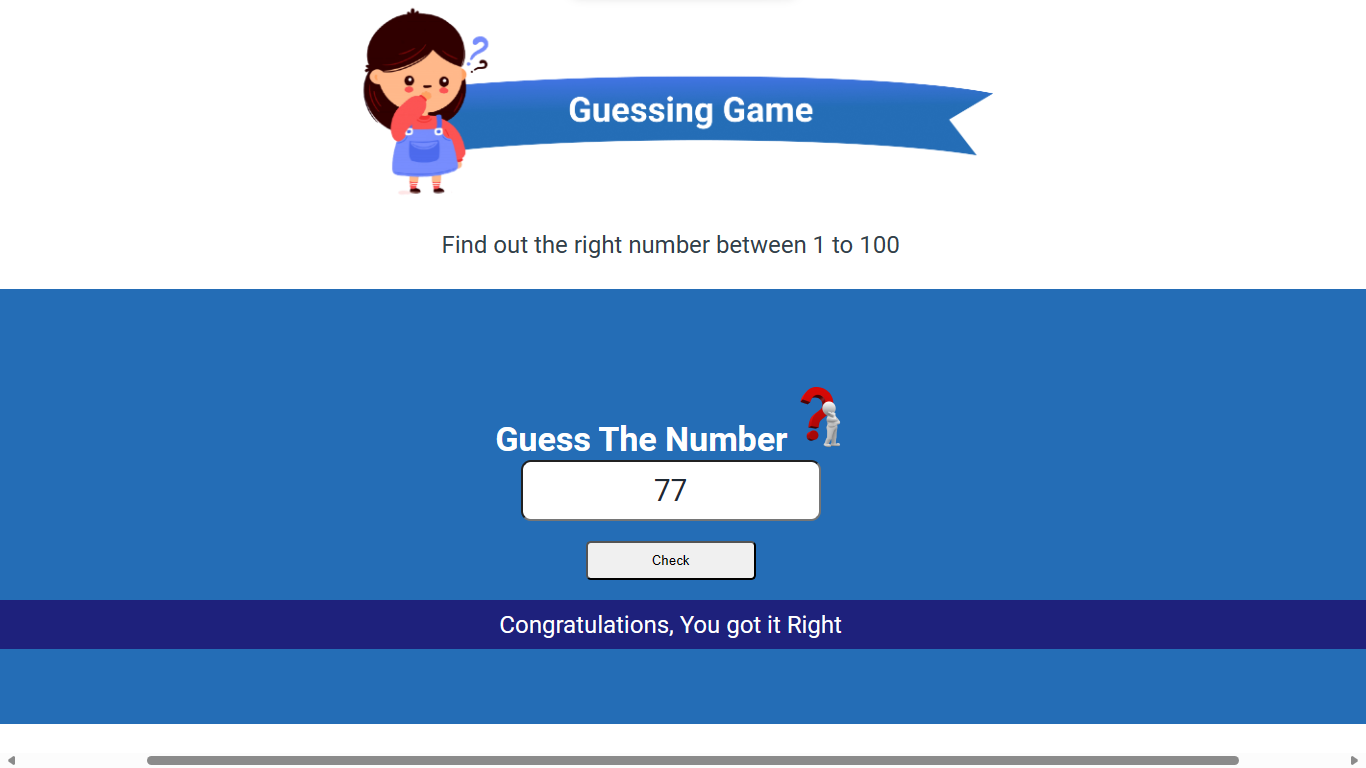 Guessing Game
Find out the right number between 1 to 100
Guess The Number
77
Check
Congratulations, You got it Right